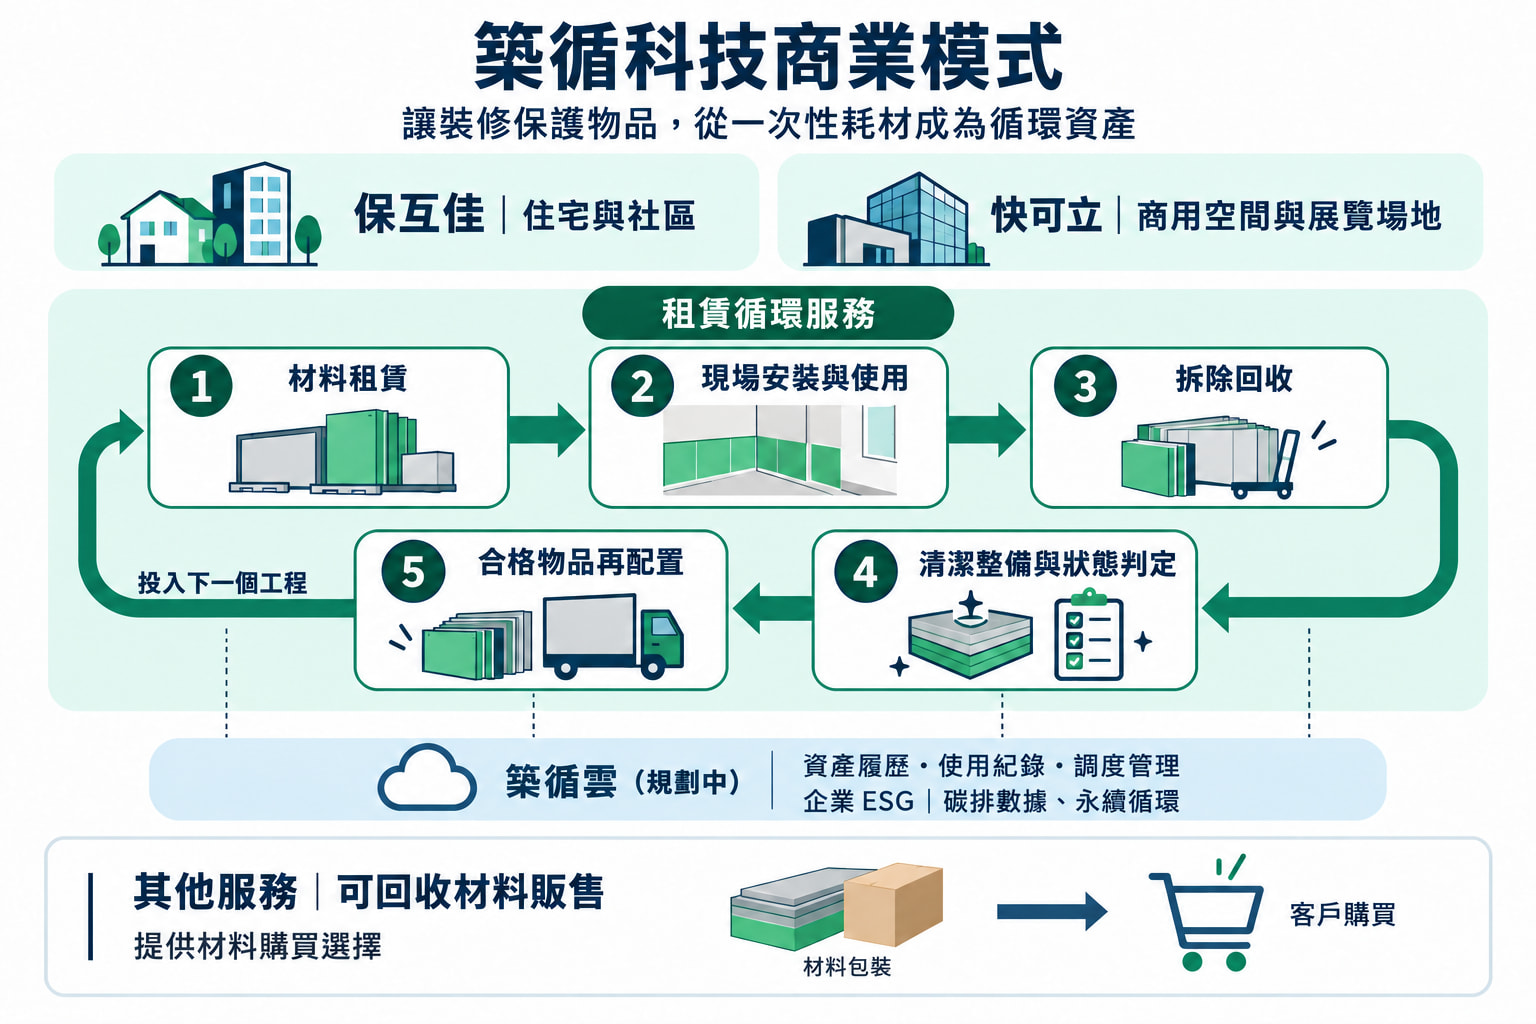 築循科技商業模式
讓裝修保護物品，從一次性耗材成為循環資產
保互佳｜住宅與社區
快可立｜商用空間與展覽場地
租賃循環服務
1 材料租賃
2 現場安裝與使用
3 拆除回收
4 清潔整備與狀態判定
5 合格物品再配置
投入下一個工程
築循雲（規劃中）
資產履歷・使用紀錄・調度管理
企業 ESG｜碳排數據、永續循環
其他服務｜可回收材料販售
提供材料購買選擇
材料包裝
客戶購買